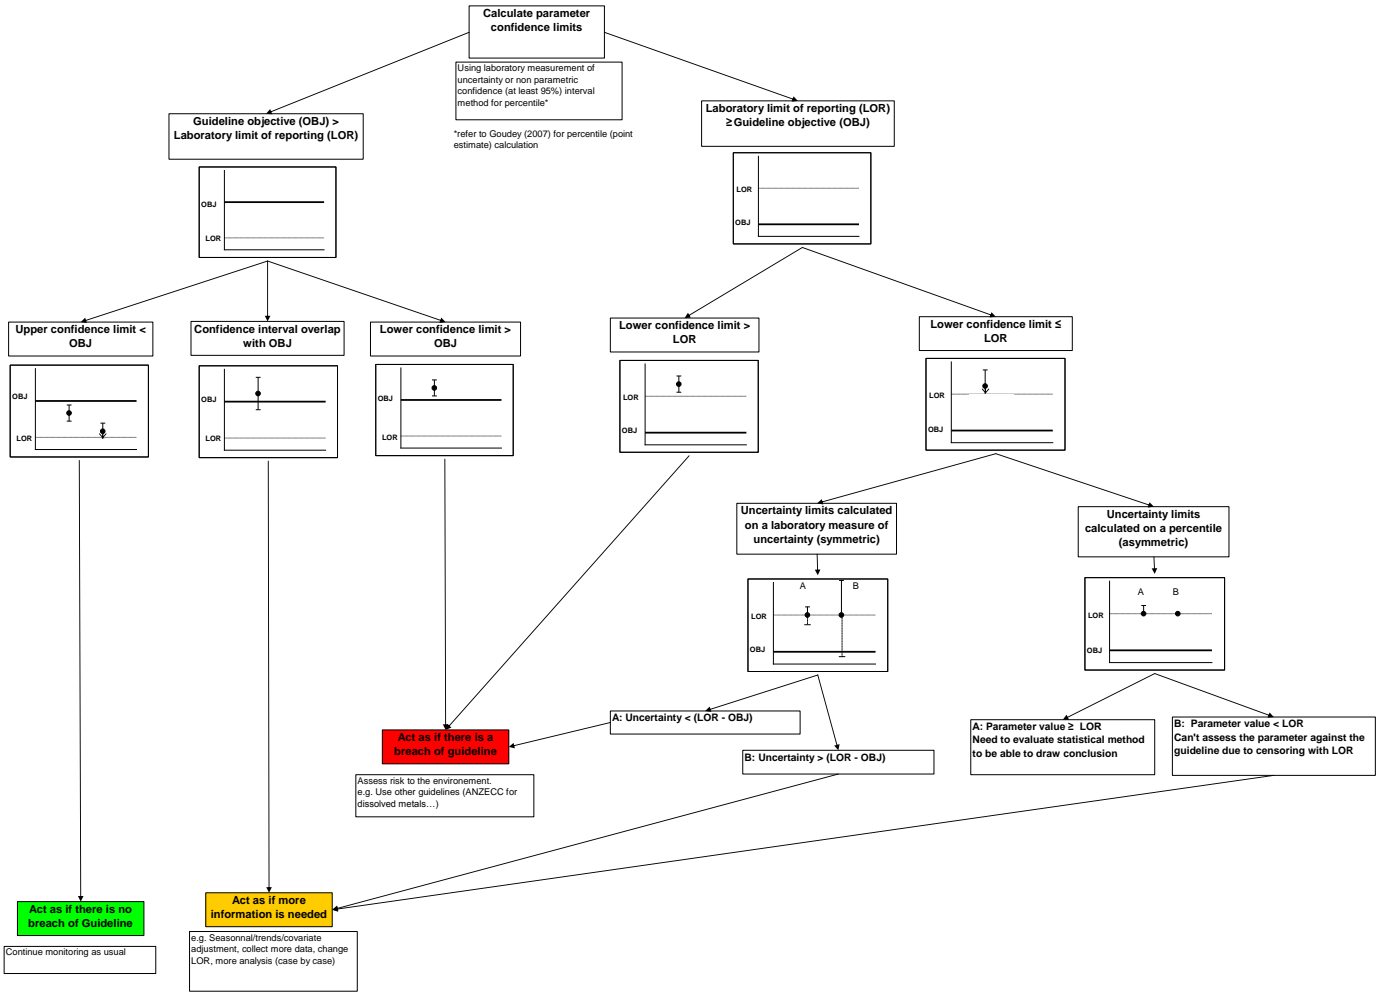 Calculate parameter
confidence limits
Using laboratory measurement of
uncertainty or non parametric
confidence (at least 95%) interval
method for percentile*
*refer to Goudey (2007) for percentile (point
estimate) calculation
Guideline objective (OBJ) >
Laboratory limit of reporting (LOR)
Laboratory limit of reporting (LOR)
≥Guideline objective (OBJ)
OBJ
LOR
LOR
OBJ
Upper confidence limit <
OBJ
Confidence interval overlap
with OBJ
Lower confidence limit >
OBJ
Lower confidence limit >
LOR
Lower confidence limit ≤
LOR
OBJ
LOR
OBJ
LOR
OBJ
LOR
LOR
OBJ
LOR
OBJ
Uncertainty limits calculated
on a laboratory measure of
uncertainty (symmetric)
Uncertainty limits
calculated on a percentile
(asymmetric)
A B
LOR
OBJ
A B
LOR
OBJ
A: Uncertainty < (LOR - OBJ)
B: Uncertainty > (LOR - OBJ)
A: Parameter value ≥ LOR
Need to evaluate statistical method
to be able to draw conclusion
B: Parameter value < LOR
Can't assess the parameter against the
guideline due to censoring with LOR
Act as if there is a
breach of guideline
Assess risk to the environement.
e.g. Use other guidelines (ANZECC for
dissolved metals…)
Act as if there is no
breach of Guideline
Continue monitoring as usual
Act as if more
information is needed
e.g. Seasonnal/trends/covariate
adjustment, collect more data, change
LOR, more analysis (case by case)